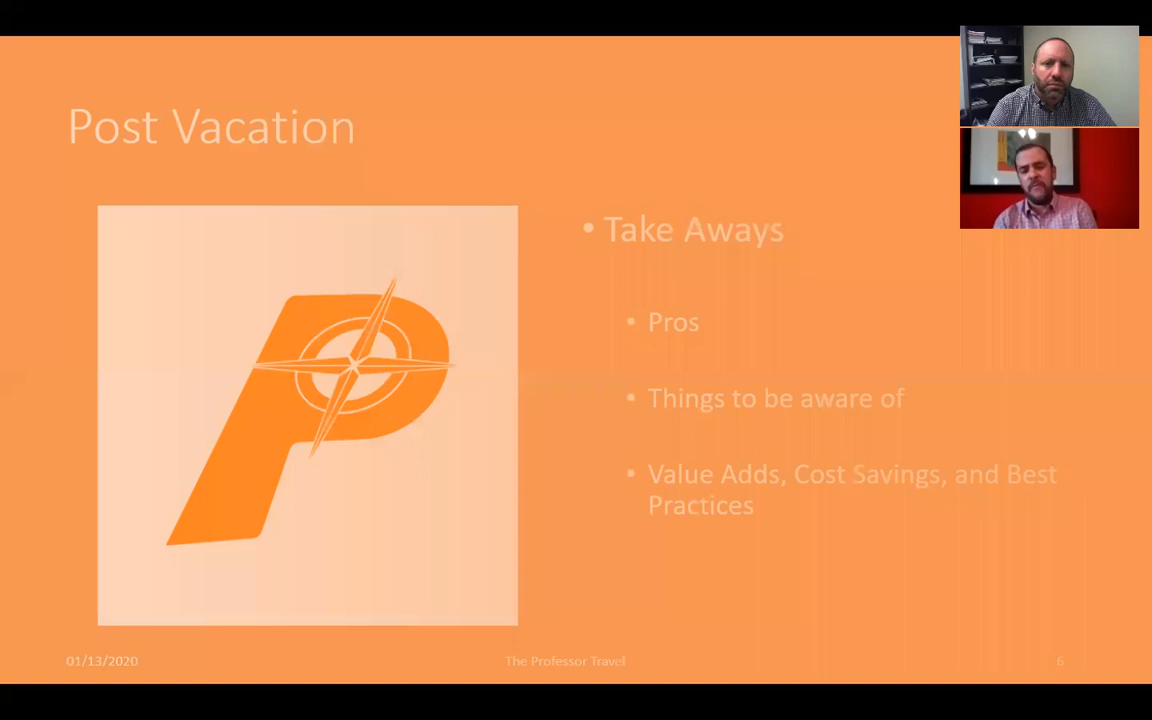 Post Vacation
• Take Aways
• Pros
• Things to be aware of
• Value Adds, Cost Savings, and Best
Practices
01/13/2020
The Professor Travel
6